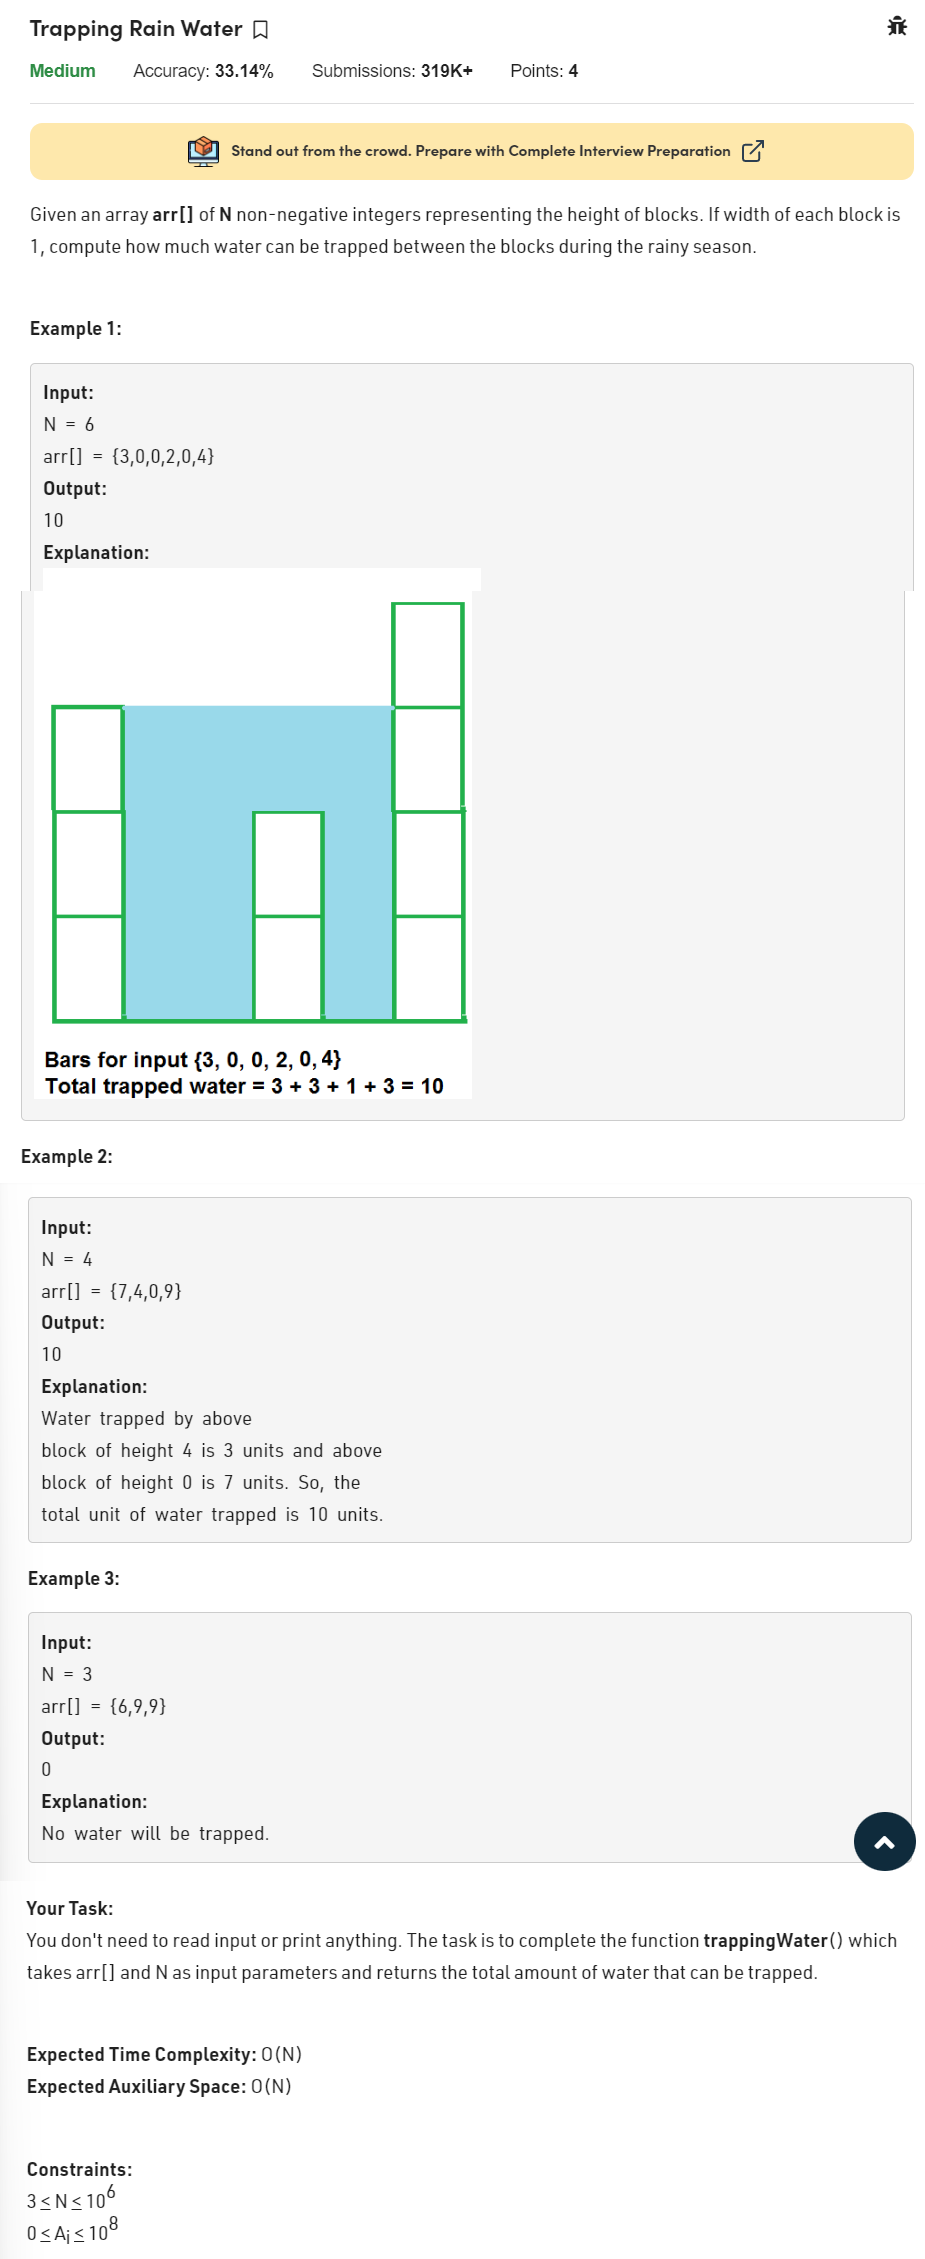 Trapping Rain Water
Medium Accuracy: 33.14% Submissions: 319K+ Points: 4
Stand out from the crowd. Prepare with Complete Interview Preparation
Given an array arr[] of N non-negative integers representing the height of blocks. If width of each block is
1, compute how much water can be trapped between the blocks during the rainy season.
Example 1:
Input:
N = 6
arr[] = {3,0,0,2,0,4}
Output:
10
Explanation:
Bars for input {3, 0, 0, 2, 0, 4}
Total trapped water = 3 + 3 + 1 + 3 = 10
Example 2:
Input:
N = 4
arr[] = {7,4,0,9}
Output:
10
Explanation:
Water trapped by above
block of height 4 is 3 units and above
block of height 0 is 7 units. So, the
total unit of water trapped is 10 units.
Example 3:
Input:
N = 3
arr[] = {6,9,9}
Output:
0
Explanation:
No water will be trapped.
Your Task:
You don't need to read input or print anything. The task is to complete the function trappingWater() which
takes arr[] and N as input parameters and returns the total amount of water that can be trapped.
Expected Time Complexity: O(N)
Expected Auxiliary Space: O(N)
Constraints:
3 ≤ N ≤ 10⁶
0 ≤ Aᵢ ≤ 10⁸